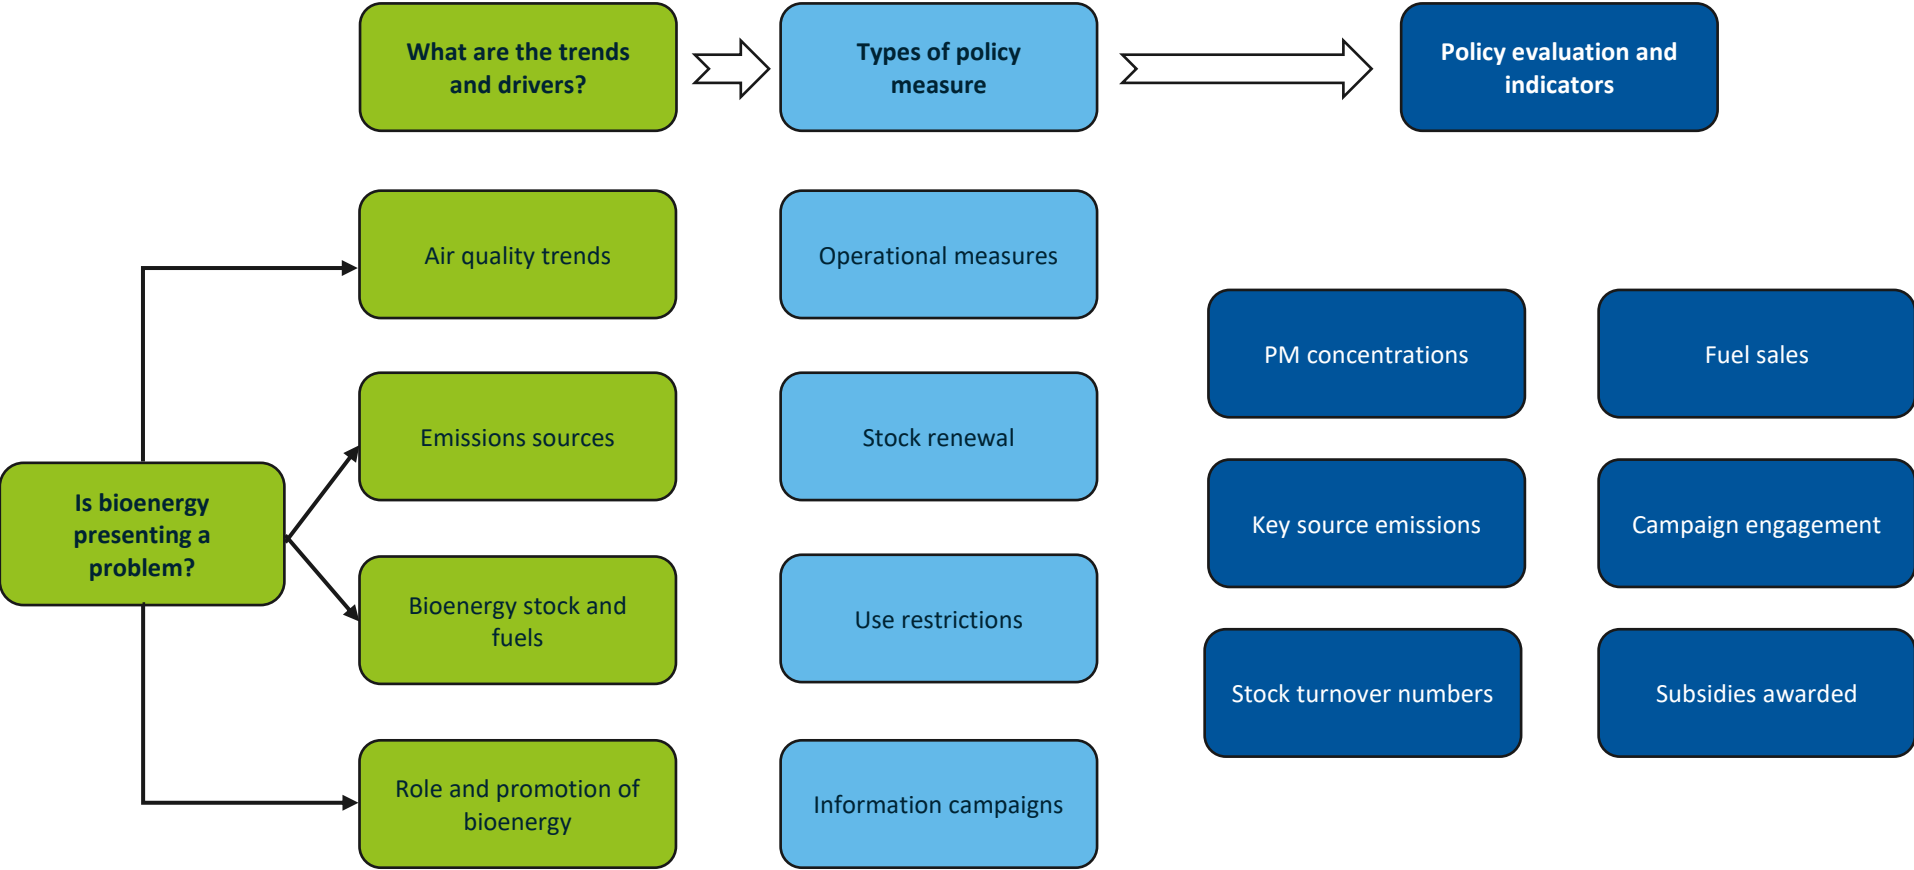 What are the trends
and drivers?
Types of policy
measure
Policy evaluation and
indicators
Air quality trends
Operational measures
PM concentrations
Fuel sales
Emissions sources
Stock renewal
Is bioenergy
presenting a
problem?
Key source emissions
Campaign engagement
Bioenergy stock and
fuels
Use restrictions
Stock turnover numbers
Subsidies awarded
Role and promotion of
bioenergy
Information campaigns